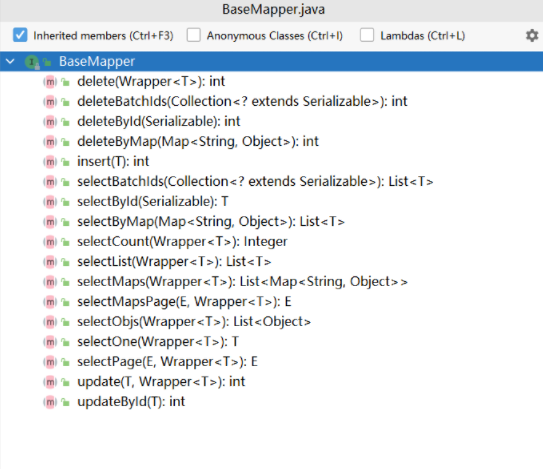 BaseMapper.java
Inherited members (Ctrl+F3) Anonymous Classes (Ctrl+I) Lambdas (Ctrl+L)
I BaseMapper
m delete(Wrapper<T>): int
m deleteBatchIds(Collection<? extends Serializable>): int
m deleteById(Serializable): int
m deleteByMap(Map<String, Object>): int
m insert(T): int
m selectBatchIds(Collection<? extends Serializable>): List<T>
m selectById(Serializable): T
m selectByMap(Map<String, Object>): List<T>
m selectCount(Wrapper<T>): Integer
m selectList(Wrapper<T>): List<T>
m selectMaps(Wrapper<T>): List<Map<String, Object>>
m selectMapsPage(E, Wrapper<T>): E
m selectObjs(Wrapper<T>): List<Object>
m selectOne(Wrapper<T>): T
m selectPage(E, Wrapper<T>): E
m update(T, Wrapper<T>): int
m updateById(T): int